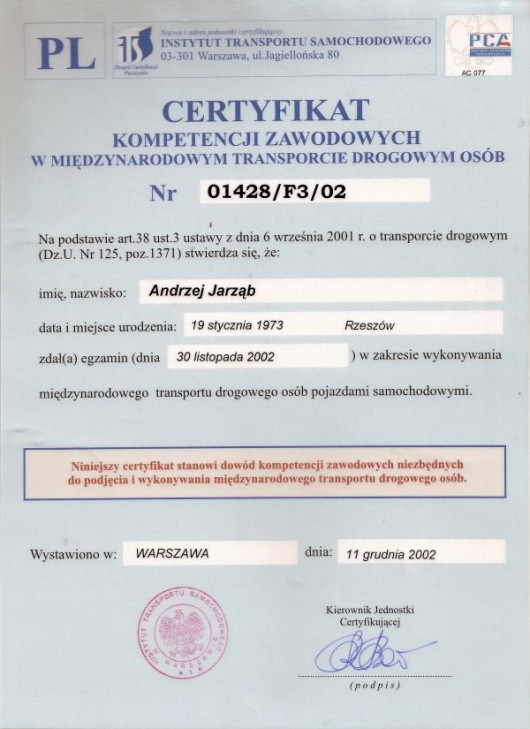 PL
Zespół Certyfikacji
Personelu
Nazwa i adres jednostki certyfikującej:
INSTYTUT TRANSPORTU SAMOCHODOWEGO
03-301 Warszawa, ul.Jagiellońska 80
PCA
AC 077
CERTYFIKAT
KOMPETENCJI ZAWODOWYCH
W MIĘDZYNARODOWYM TRANSPORCIE DROGOWYM OSÓB
Nr 01428/F3/02
Na podstawie art.38 ust.3 ustawy z dnia 6 września 2001 r. o transporcie drogowym
(Dz.U. Nr 125, poz.1371) stwierdza się, że:
imię, nazwisko: Andrzej Jarząb
data i miejsce urodzenia: 19 stycznia 1973 Rzeszów
zdał(a) egzamin (dnia 30 listopada 2002 ) w zakresie wykonywania
międzynarodowego transportu drogowego osób pojazdami samochodowymi.
Niniejszy certyfikat stanowi dowód kompetencji zawodowych niezbędnych
do podjęcia i wykonywania międzynarodowego transportu drogowego osób.
Wystawiono w: WARSZAWA dnia: 11 grudnia 2002
INSTYTUT TRANSPORTU SAMOCHODOWEGO
W WARSZAWIE
Kierownik Jednostki
Certyfikującej
(podpis)